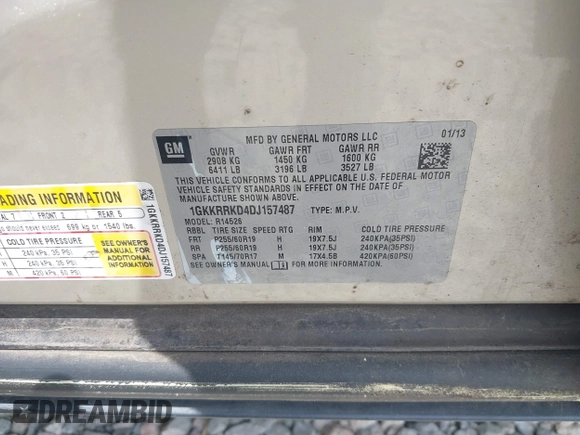 GM
MFD BY GENERAL MOTORS LLC 01/13
GVWR GAWR FRT GAWR RR
2908 KG 1450 KG 1600 KG
6411 LB 3196 LB 3527 LB
THIS VEHICLE CONFORMS TO ALL APPLICABLE U.S. FEDERAL MOTOR
VEHICLE SAFETY STANDARDS IN EFFECT ON THE DATE OF
MANUFACTURE SHOWN ABOVE.
1GKKRRKD4DJ157487 TYPE: M.P.V.
MODEL: R14526
RBBL TIRE SIZE SPEED RTG RIM COLD TIRE PRESSURE
FRT P255/60R19 H 19X7.5J 240KPA(35PSI)
RR P255/60R19 H 19X7.5J 240KPA(35PSI)
SPA T145/70R17 M 17X4.5B 420KPA(60PSI)
SEE OWNER'S MANUAL FOR MORE INFORMATION.
ADING INFORMATION
AL 7 FRONT 2 REAR 5
exceed 699 kg or 1540 lbs.
COLD TIRE PRESSURE
H 240 KPA, 35 PSI
H 240 KPA, 35 PSI
M 420 KPA, 60 PSI
SEE OWNER'S
MANUAL FOR
ADDITIONAL
INFORMATION
1GKKRRKD4DJ157487
DREAMBID